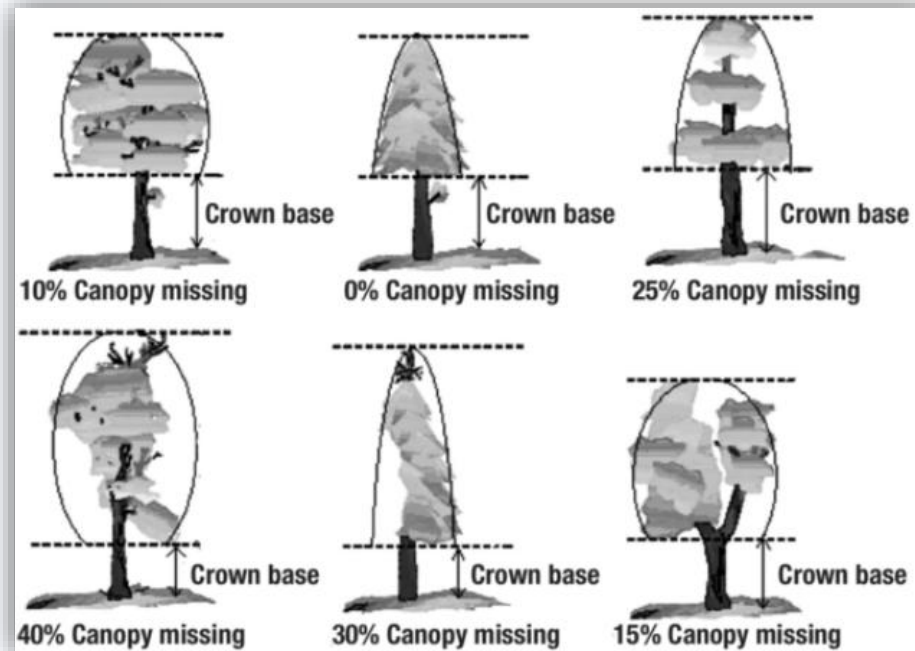 Crown base
Crown base
Crown base
10% Canopy missing
0% Canopy missing
25% Canopy missing
Crown base
Crown base
Crown base
40% Canopy missing
30% Canopy missing
15% Canopy missing